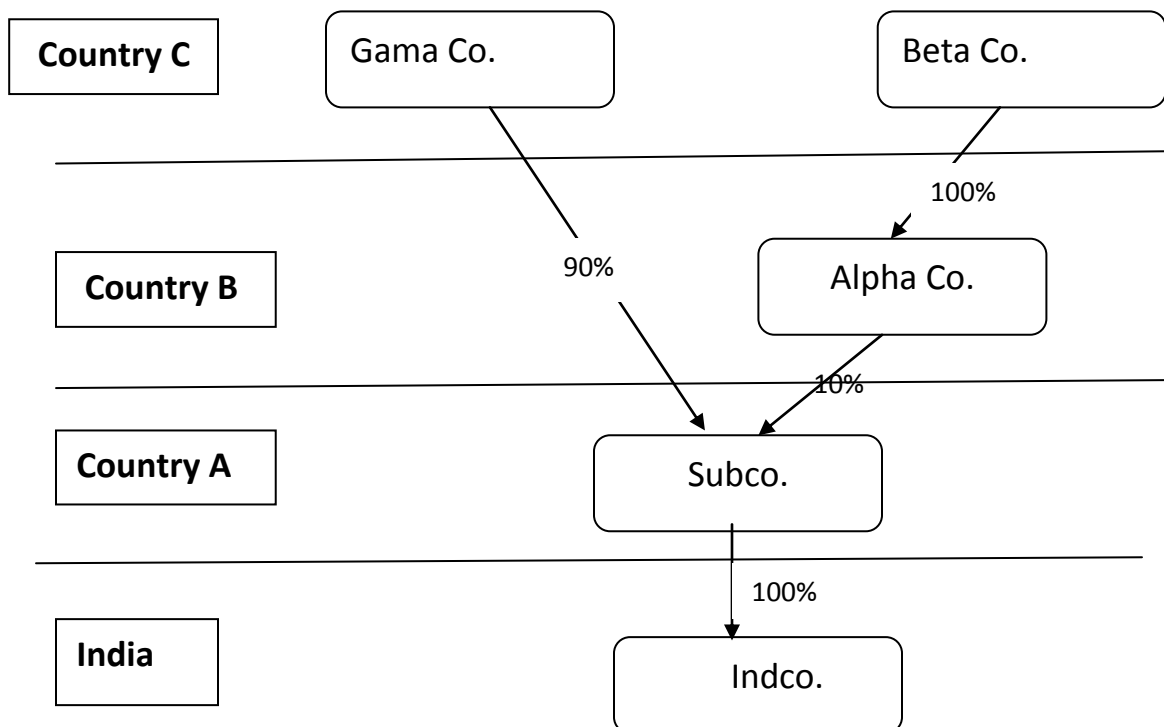 Country C
Gama Co.
Beta Co.
100%
90%
Country B
Alpha Co.
10%
Country A
Subco.
100%
India
Indco.